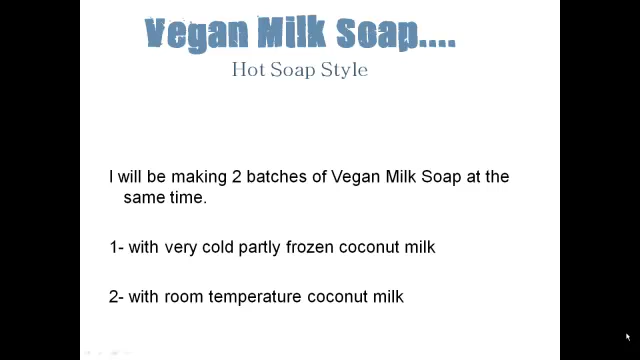 Vegan Milk Soap....
Hot Soap Style
I will be making 2 batches of Vegan Milk Soap at the
same time.
1- with very cold partly frozen coconut milk
2- with room temperature coconut milk